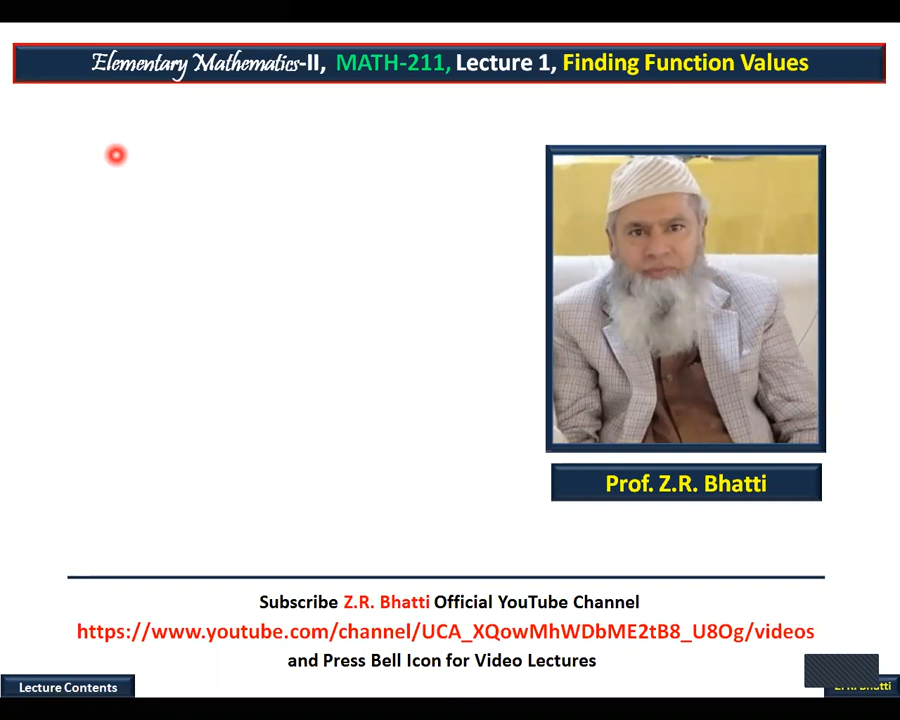 Elementary Mathematics-II, MATH-211, Lecture 1, Finding Function Values
Prof. Z.R. Bhatti
Subscribe Z.R. Bhatti Official YouTube Channel
https://www.youtube.com/channel/UCA_XQowMhWDbME2tB8_U8Og/videos
and Press Bell Icon for Video Lectures
Lecture Contents
Z.R. Bhatti